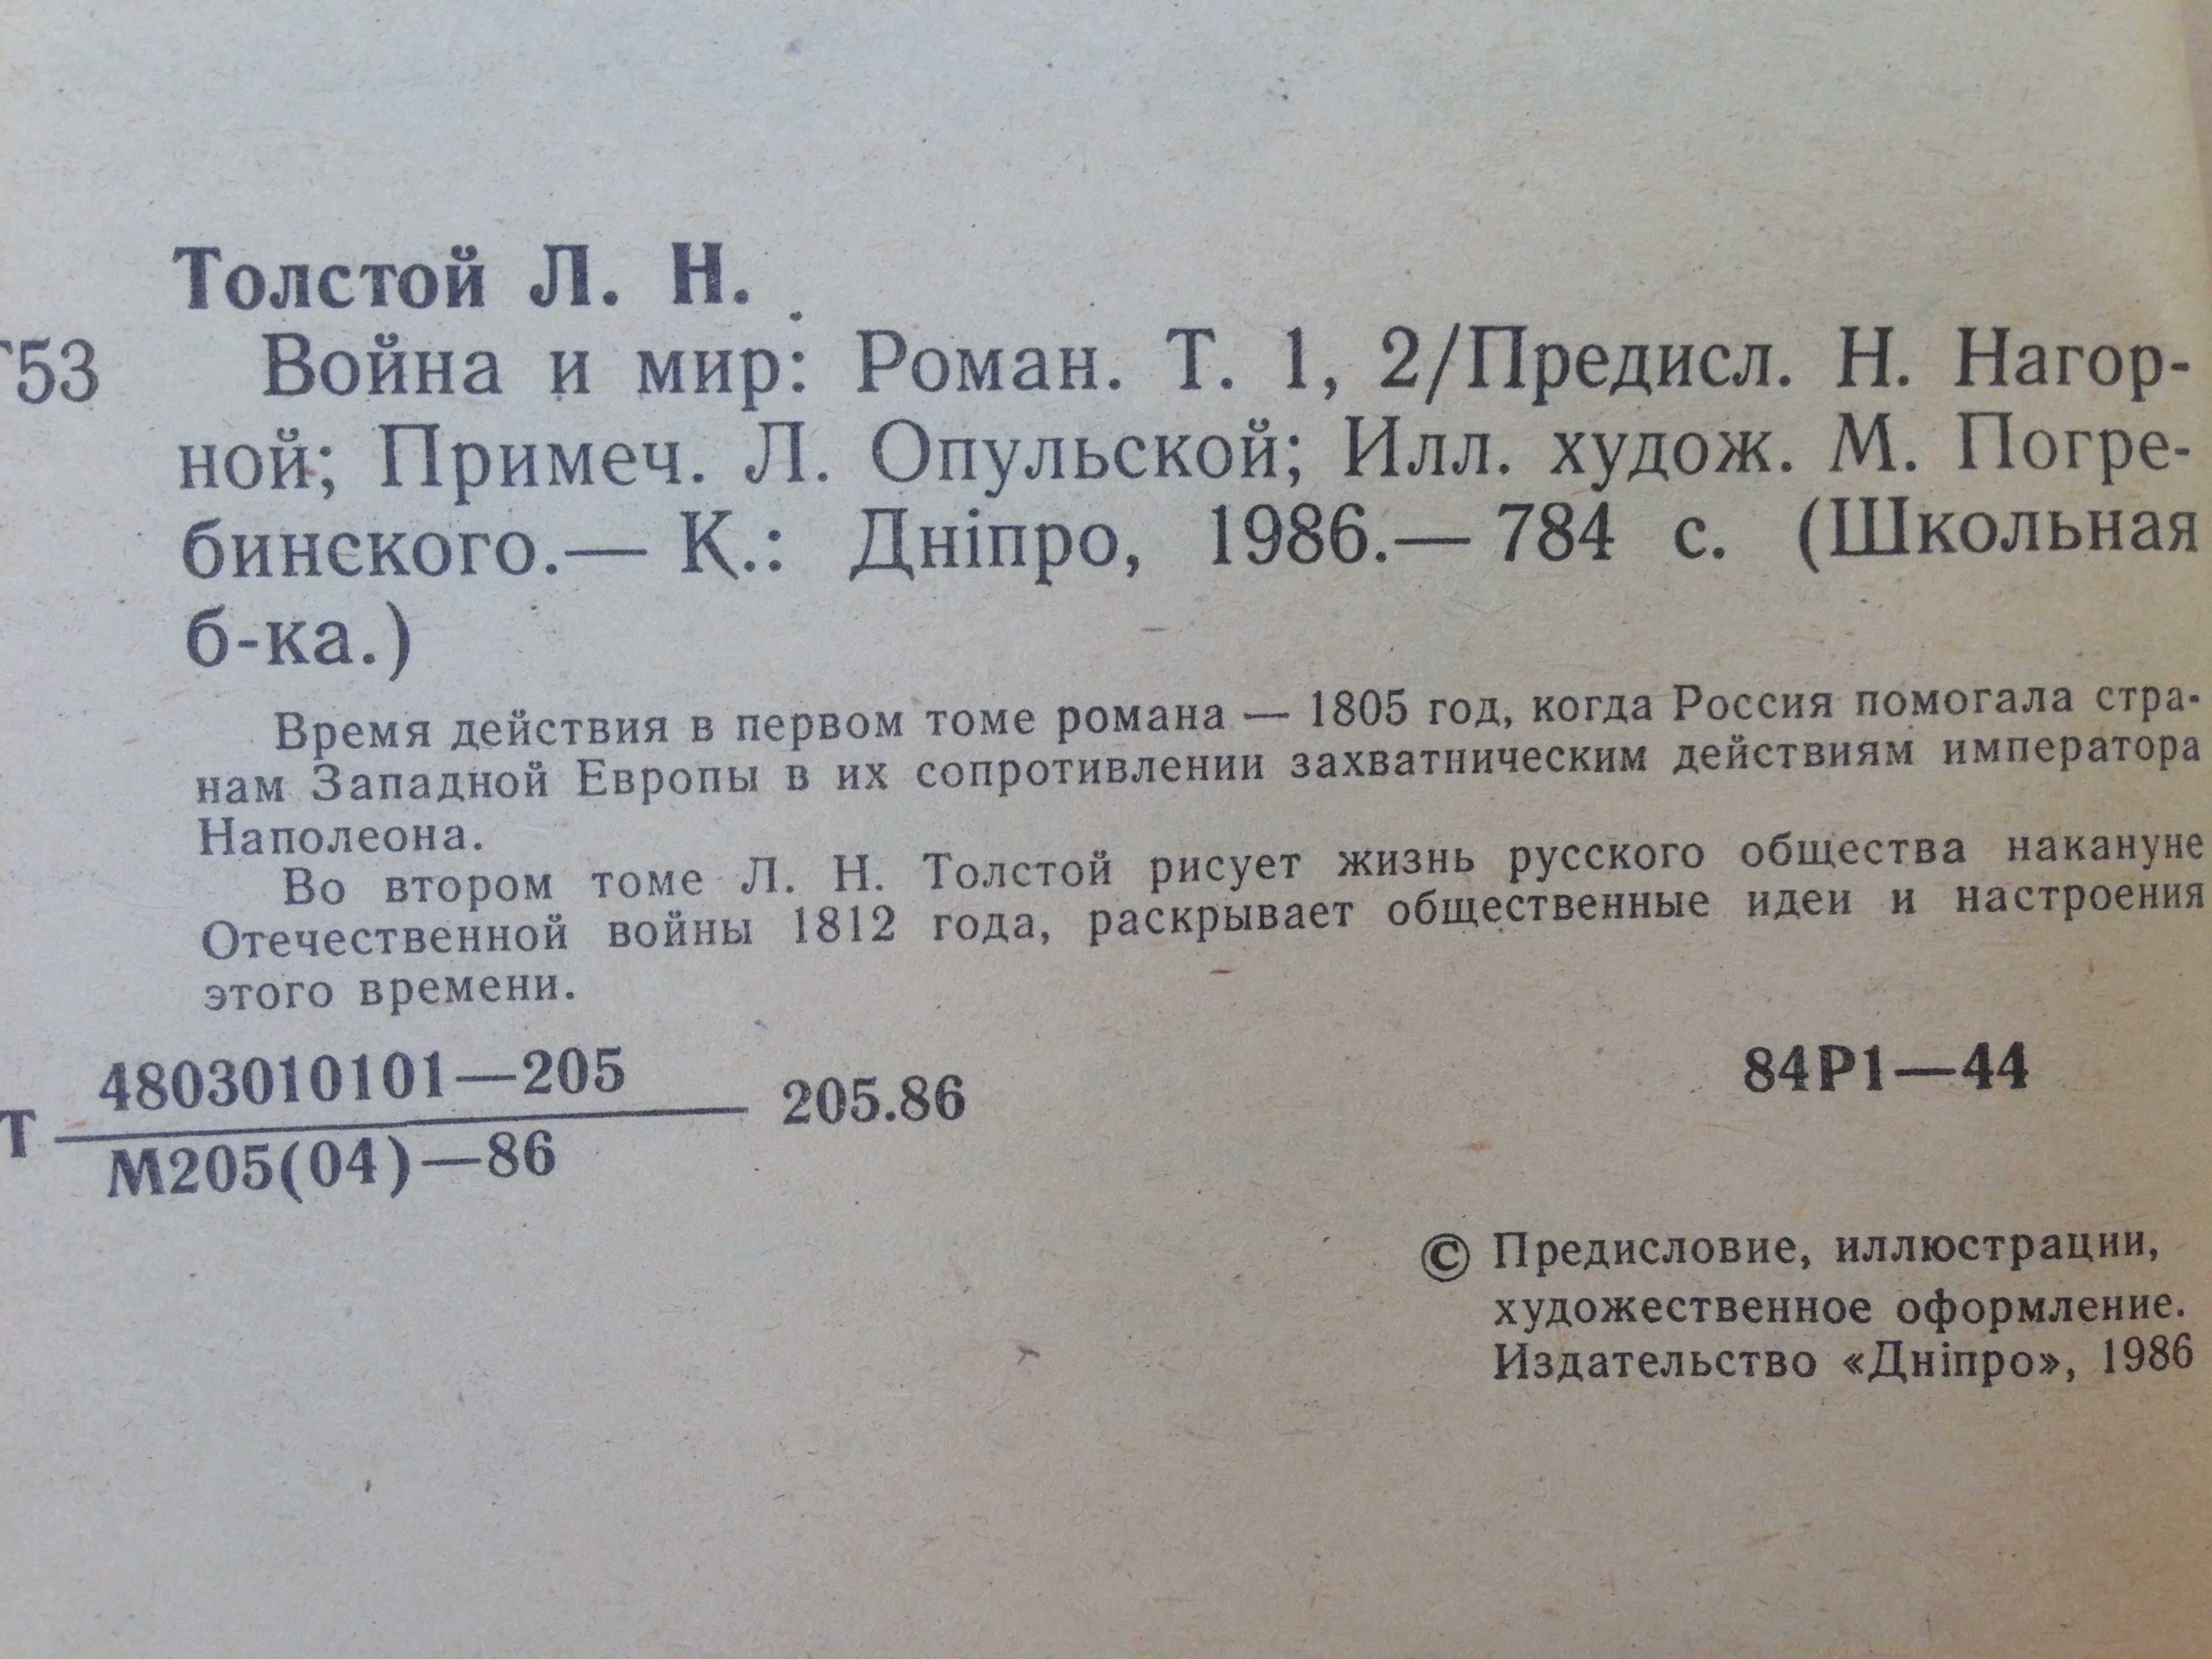 Толстой Л. Н.
Т53 Война и мир: Роман. Т. 1, 2/Предисл. Н. Нагор-
ной; Примеч. Л. Опульской; Илл. худож. М. Погре-
бинского.— К.: Дніпро, 1986.— 784 с. (Школьная
б-ка.)
Время действия в первом томе романа — 1805 год, когда Россия помогала стра-
нам Западной Европы в их сопротивлении захватническим действиям императора
Наполеона.
Во втором томе Л. Н. Толстой рисует жизнь русского общества накануне
Отечественной войны 1812 года, раскрывает общественные идеи и настроения
этого времени.
4803010101—205
Т 205.86
М205(04)—86
84Р1—44
© Предисловие, иллюстрации,
художественное оформление.
Издательство «Дніпро», 1986